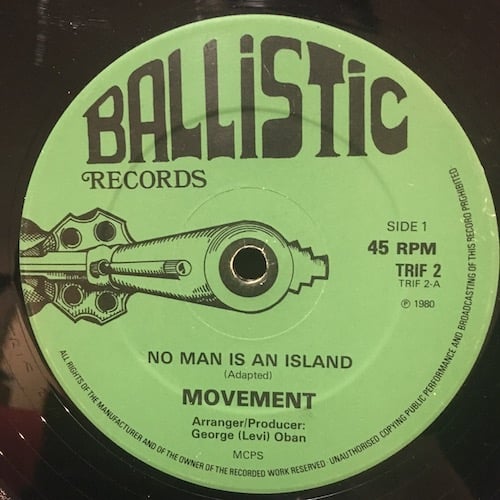 BALLiSTiC
RECORDS
SIDE 1
45 RPM
TRIF 2
TRIF 2-A
℗ 1980
NO MAN IS AN ISLAND
(Adapted)
MOVEMENT
Arranger/Producer:
George (Levi) Oban
MCPS
ALL RIGHTS OF THE MANUFACTURER AND OF THE OWNER OF THE RECORDED WORK RESERVED · UNAUTHORISED COPYING PUBLIC PERFORMANCE AND BROADCASTING OF THIS RECORD PROHIBITED